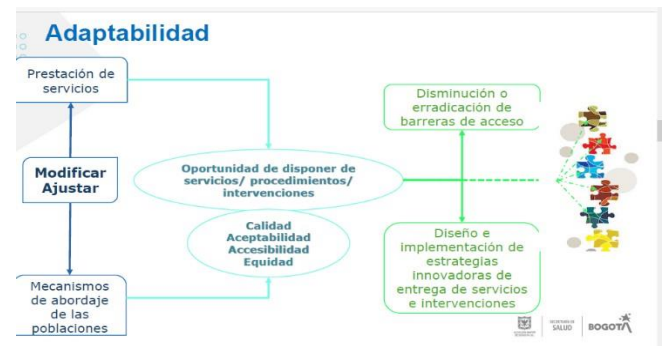 Adaptabilidad
Prestación de
servicios
Modificar
Ajustar
Mecanismos
de abordaje
de las
poblaciones
Oportunidad de disponer de
servicios/ procedimientos/
intervenciones
Calidad
Aceptabilidad
Accesibilidad
Equidad
Disminución o
erradicación de
barreras de acceso
Diseño e
implementación de
estrategias
innovadoras de
entrega de servicios
e intervenciones
SALUD
BOGOTÁ